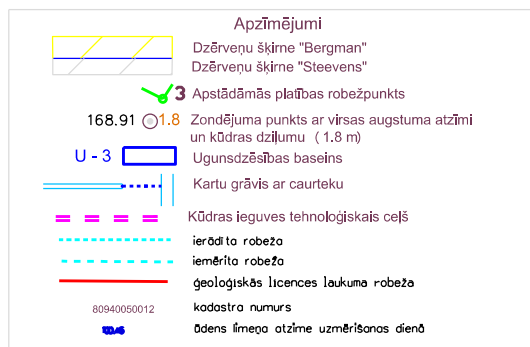 Apzīmējumi
Dzērveņu šķirne "Bergman"
Dzērveņu šķirne "Steevens"
3 Apstādāmās platības robežpunkts
168.91 1.8 Zondējuma punkts ar virsas augstuma atzīmi
un kūdras dziļumu ( 1.8 m)
U - 3 Ugunsdzēsības baseins
Kartu grāvis ar caurteku
Kūdras ieguves tehnoloģiskais ceļš
ierādīta robeža
iemērīta robeža
ģeoloģiskās licences laukuma robeža
80940050012 kadastra numurs
ūdens līmeņa atzīme uzmērīšanas dienā